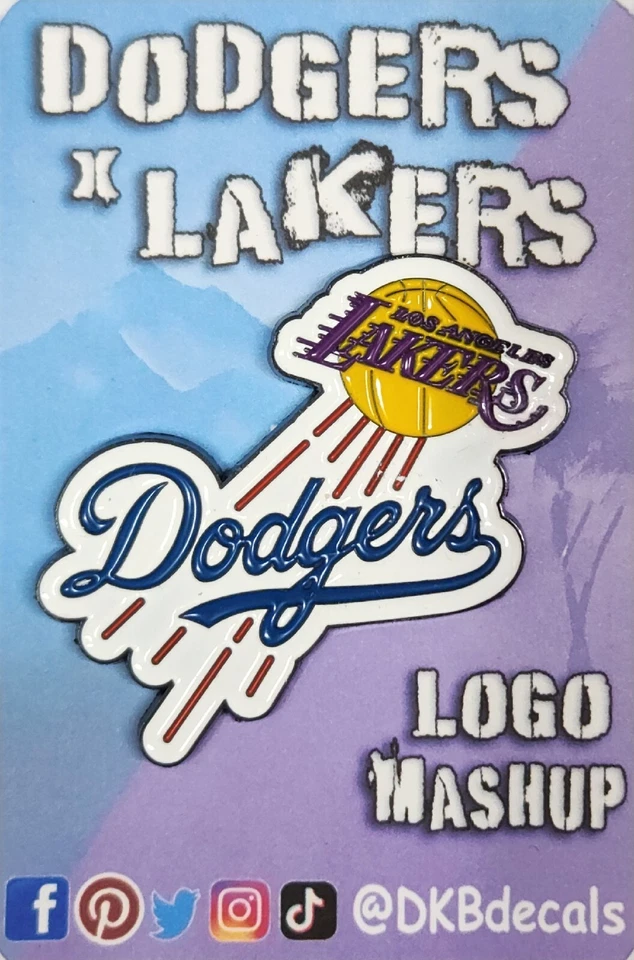 DODGERS
X LAKERS
LOS ANGELES
LAKERS
Dodgers
LOGO
MASHUP
@DKBdecals